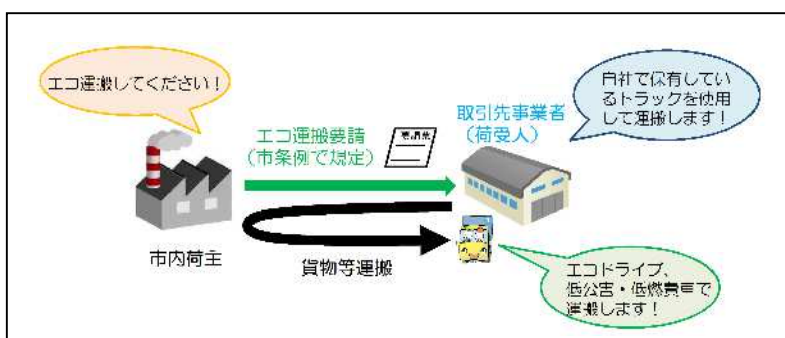 エコ運搬してください！
自社で保有してい
るトラックを使用
して運搬します！
取引先事業者
（荷受人）
エコ運搬要請
（市条例で規定）
要請書
市内荷主
貨物等運搬
エコドライブ、
低公害・低燃費車で
運搬します！